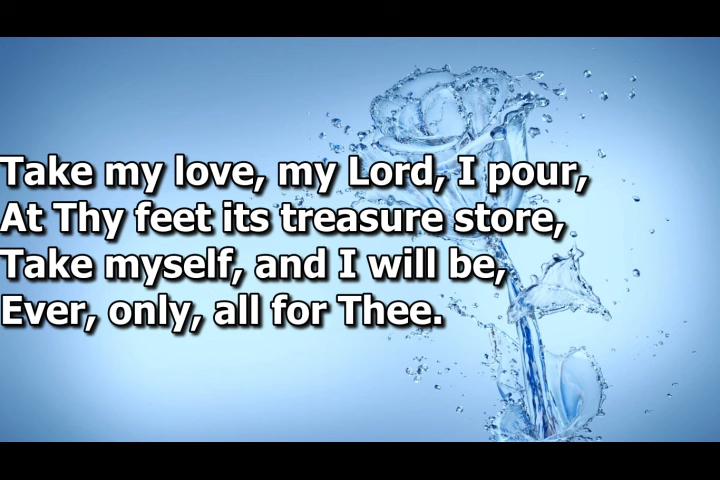 Take my love, my Lord, I pour,
At Thy feet its treasure store,
Take myself, and I will be,
Ever, only, all for Thee.